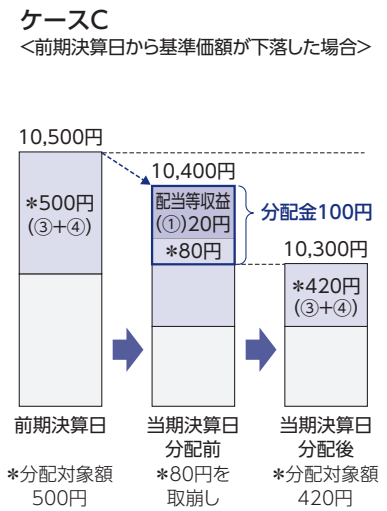 ケースC
<前期決算日から基準価額が下落した場合>
10,500円
10,400円
*500円
(③+④)
配当等収益
(①)20円
*80円
分配金100円
10,300円
*420円
(③+④)
前期決算日
当期決算日
分配前
当期決算日
分配後
*分配対象額
500円
*80円を
取崩し
*分配対象額
420円